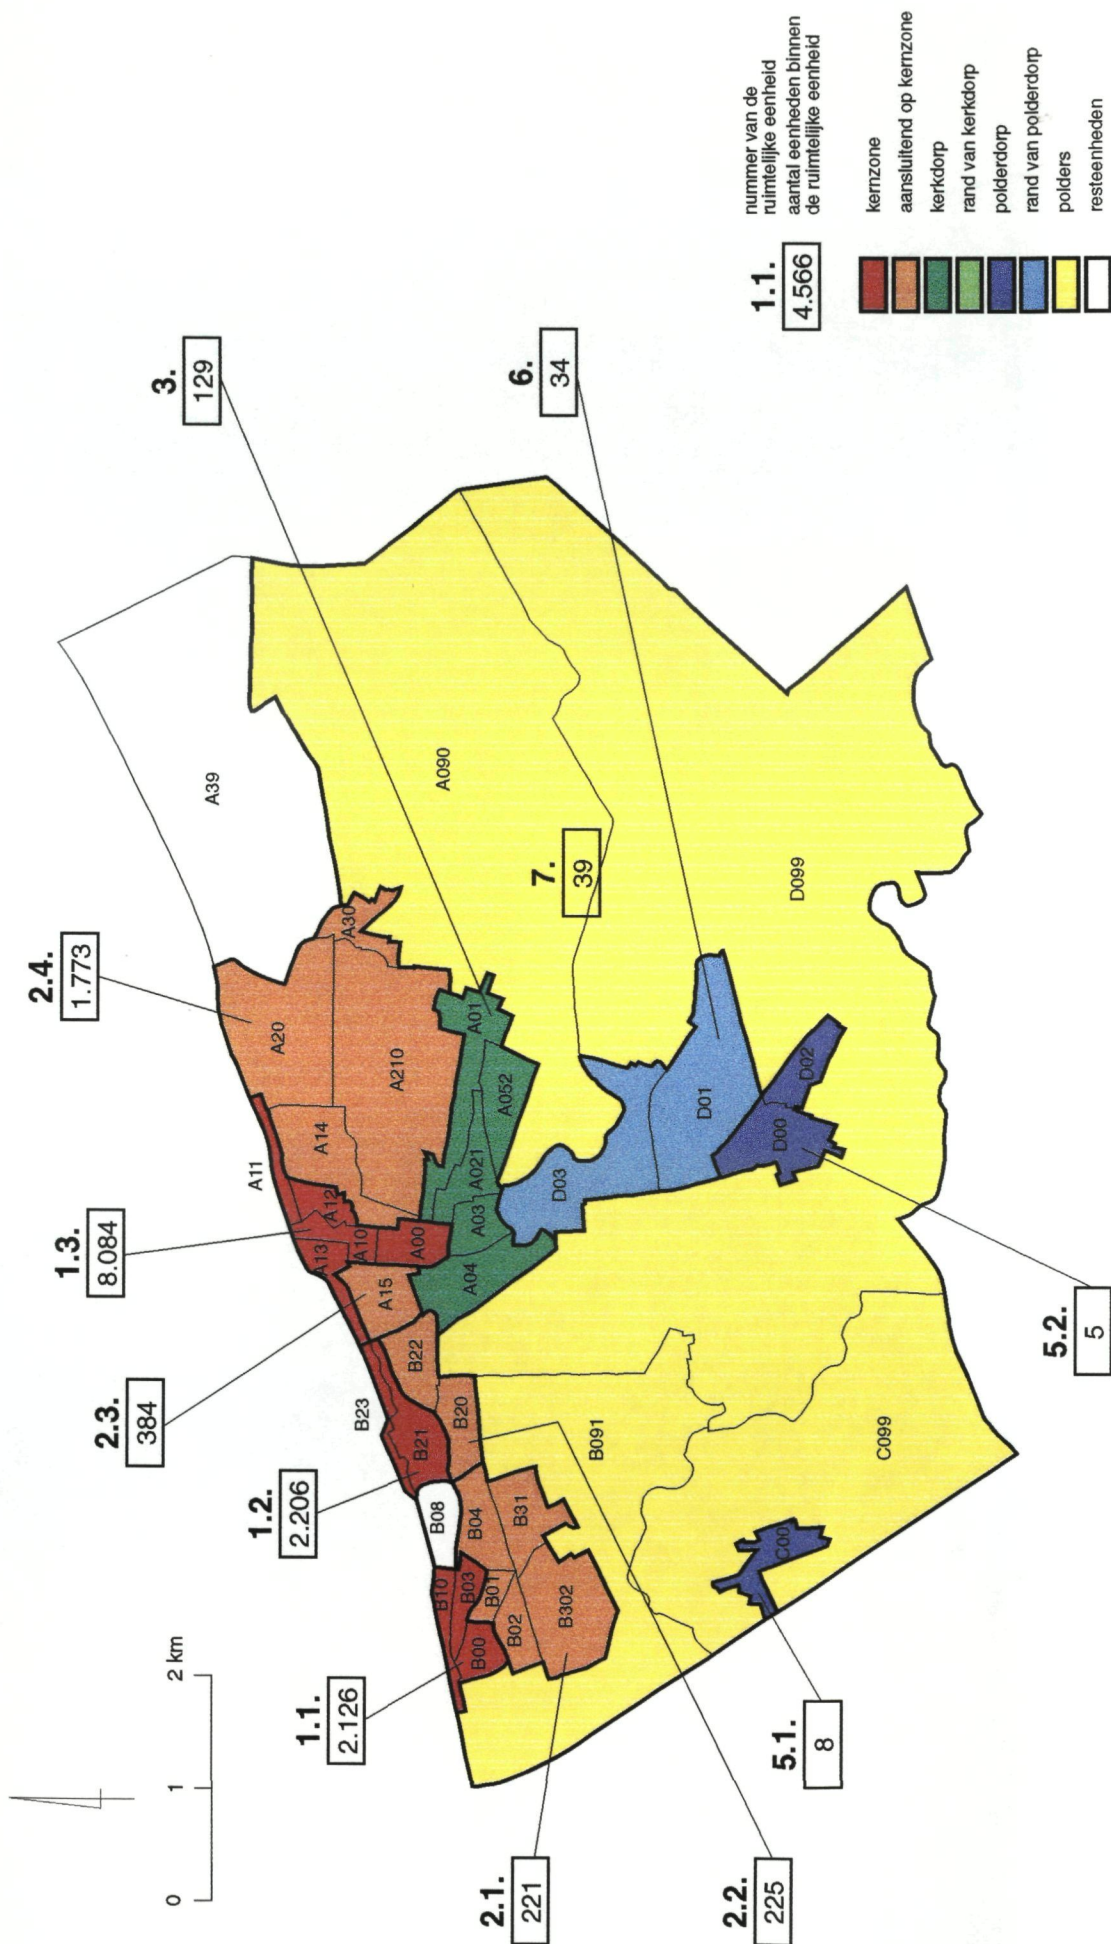 2.4.
1.773
1.3.
8.084
2.3.
384
1.2.
2.206
1.1.
2.126
2.1.
221
2.2.
225
5.1.
8
5.2.
5
3.
129
6.
34
7.
39
0
1
2 km
A39
A20
A30
A11
A14
A210
A12
A13
A10
A00
A15
A01
A052
A021
A03
A04
A090
B23
B22
B21
B20
B08
B04
B31
B10
B03
B01
B00
B02
B302
B091
C099
C00
D03
D01
D02
D00
D099
1.1.
4.566
nummer van de
ruimtelijke eenheid
aantal eenheden binnen
de ruimtelijke eenheid
kernzone
aansluitend op kernzone
kerkdorp
rand van kerkdorp
polderdorp
rand van polderdorp
polders
resteenheden